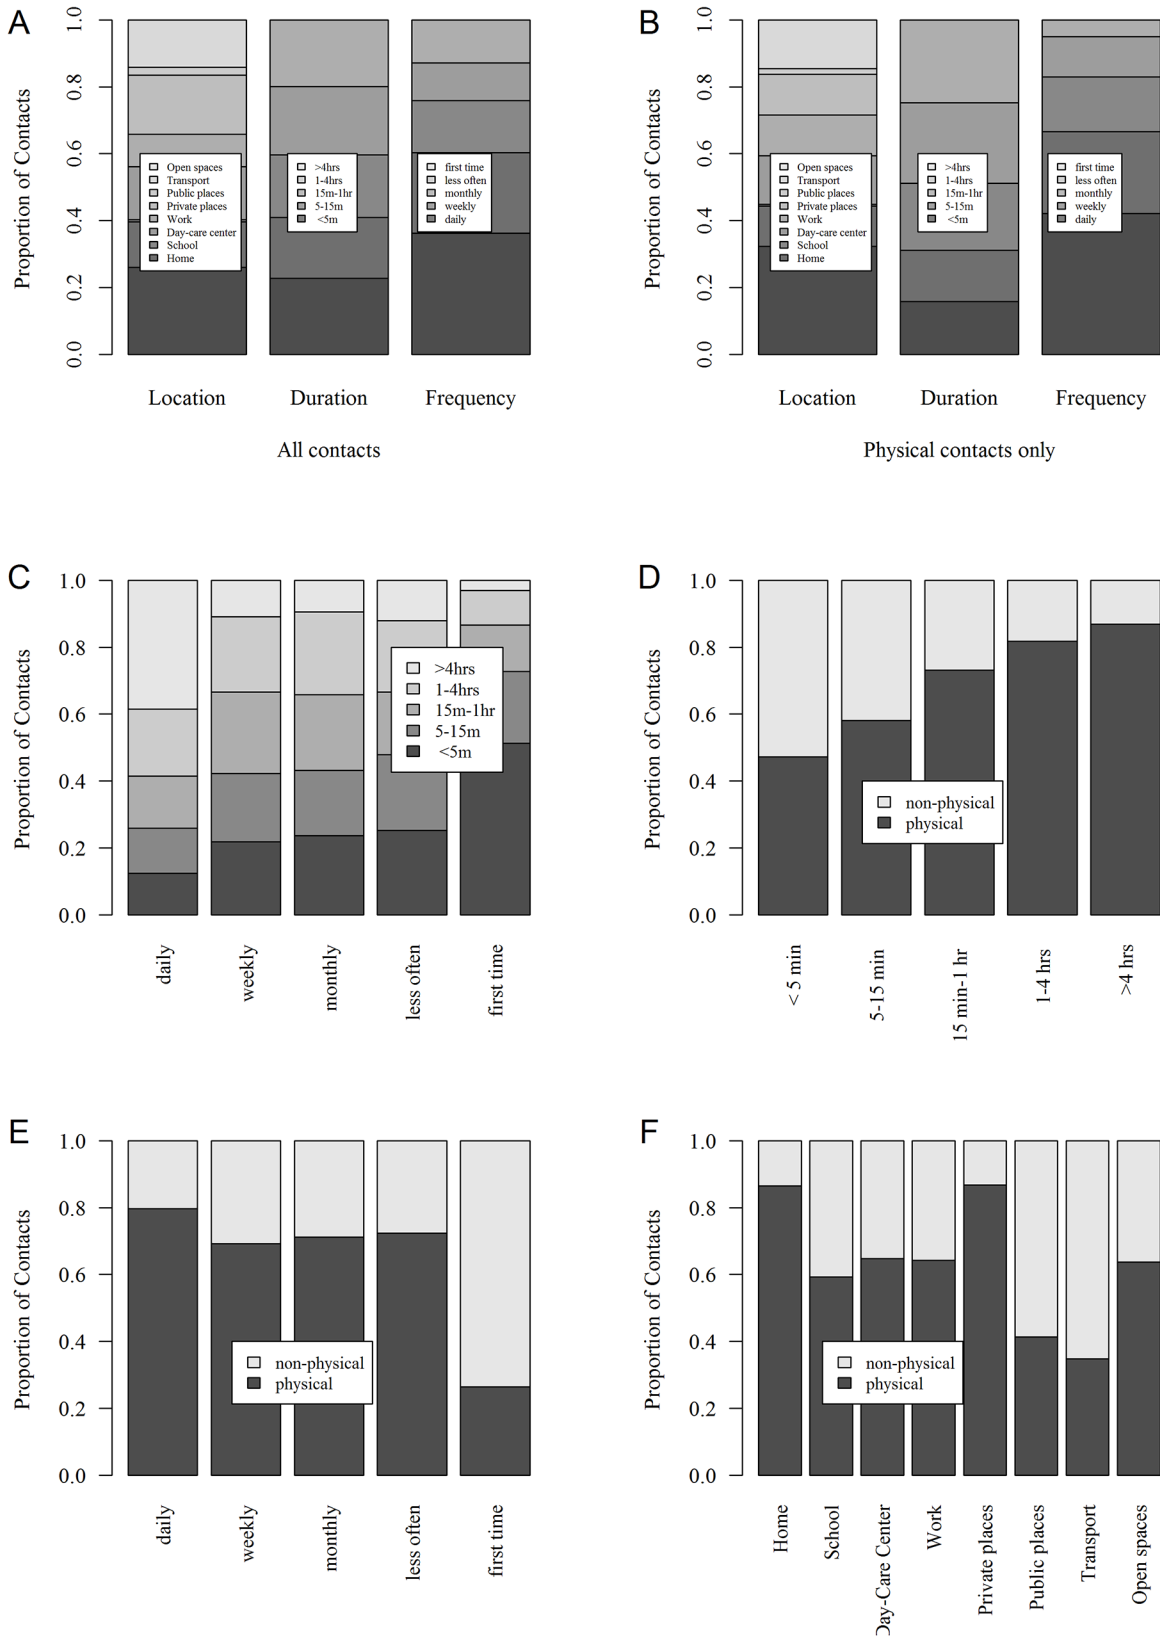 A
Proportion of Contacts
0.0 0.2 0.4 0.6 0.8 1.0
Open spaces
Transport
Public places
Private places
Work
Day-care center
School
Home
>4hrs
1-4hrs
15m-1hr
5-15m
<5m
first time
less often
monthly
weekly
daily
Location Duration Frequency
All contacts
B
Proportion of Contacts
0.0 0.2 0.4 0.6 0.8 1.0
Open spaces
Transport
Public places
Private places
Work
Day-care center
School
Home
>4hrs
1-4hrs
15m-1hr
5-15m
<5m
first time
less often
monthly
weekly
daily
Location Duration Frequency
Physical contacts only
C
Proportion of Contacts
1.0
0.8
0.6
0.4
0.2
0.0
>4hrs
1-4hrs
15m-1hr
5-15m
<5m
daily
weekly
monthly
less often
first time
D
Proportion of Contacts
1.0
0.8
0.6
0.4
0.2
0.0
non-physical
physical
< 5 min
5-15 min
15 min-1 hr
1-4 hrs
>4 hrs
E
Proportion of Contacts
1.0
0.8
0.6
0.4
0.2
0.0
non-physical
physical
daily
weekly
monthly
less often
first time
F
Proportion of Contacts
1.0
0.8
0.6
0.4
0.2
0.0
non-physical
physical
Home
School
Day-Care Center
Work
Private places
Public places
Transport
Open spaces